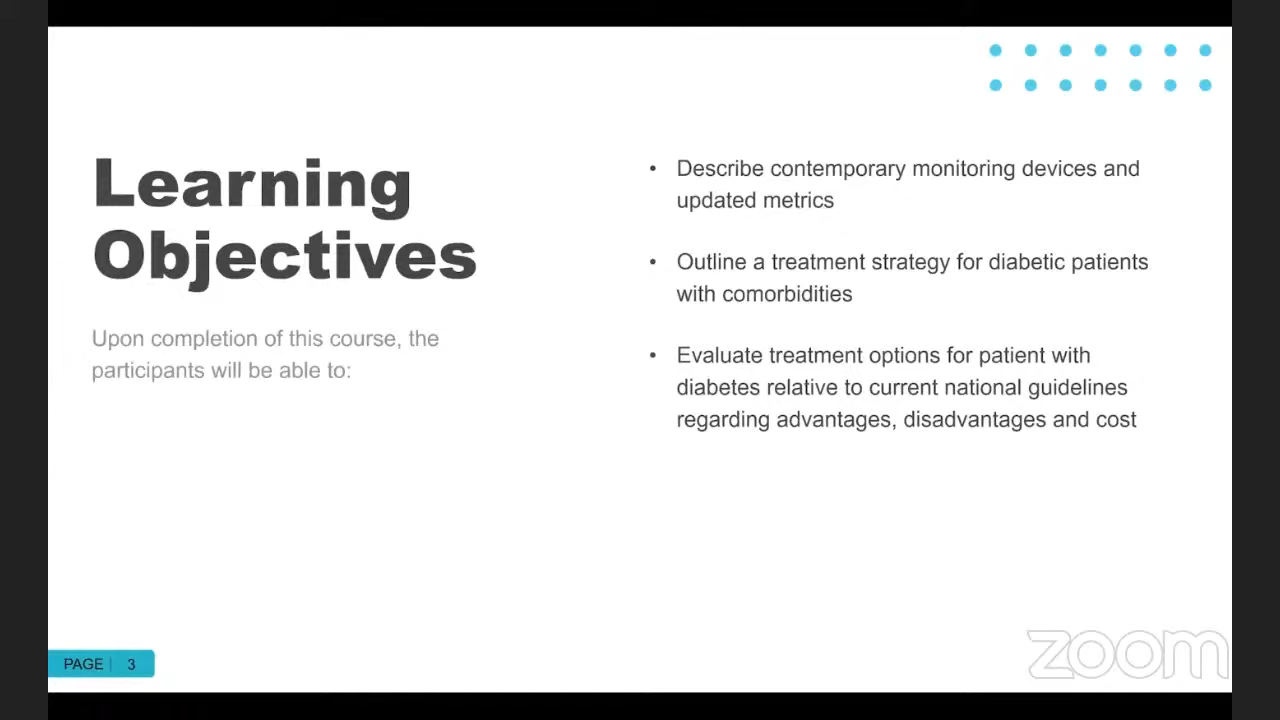 Learning
Objectives
Upon completion of this course, the
participants will be able to:
• Describe contemporary monitoring devices and
updated metrics
• Outline a treatment strategy for diabetic patients
with comorbidities
• Evaluate treatment options for patient with
diabetes relative to current national guidelines
regarding advantages, disadvantages and cost
PAGE | 3
zoom